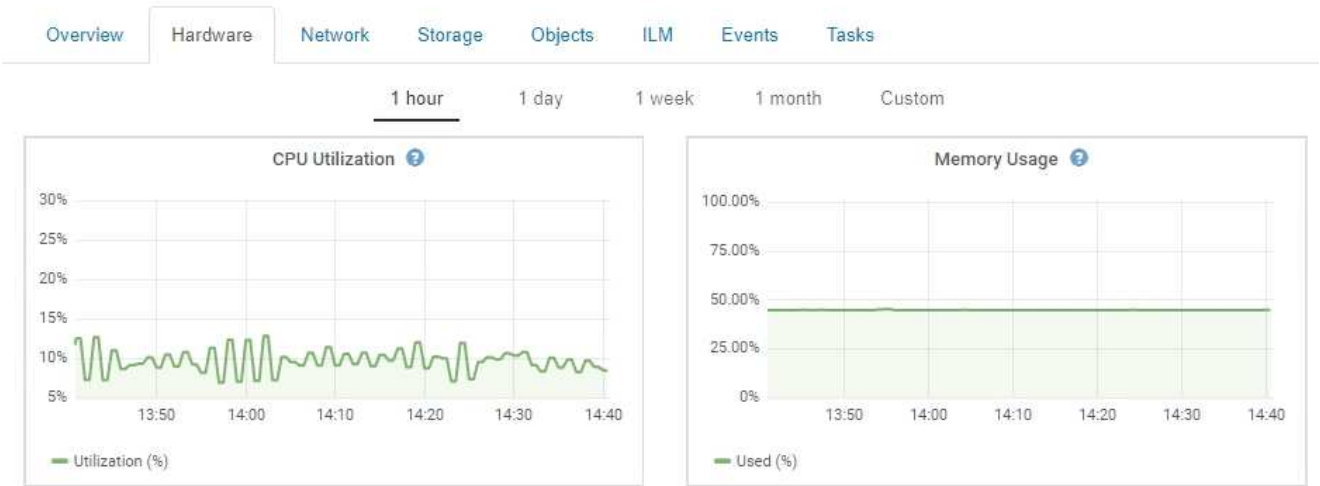 Overview Hardware Network Storage Objects ILM Events Tasks
1 hour 1 day 1 week 1 month Custom
CPU Utilization ?
30%
25%
20%
15%
10%
5%
13:50 14:00 14:10 14:20 14:30 14:40
Utilization (%)
Memory Usage ?
100.00%
75.00%
50.00%
25.00%
0%
13:50 14:00 14:10 14:20 14:30 14:40
Used (%)